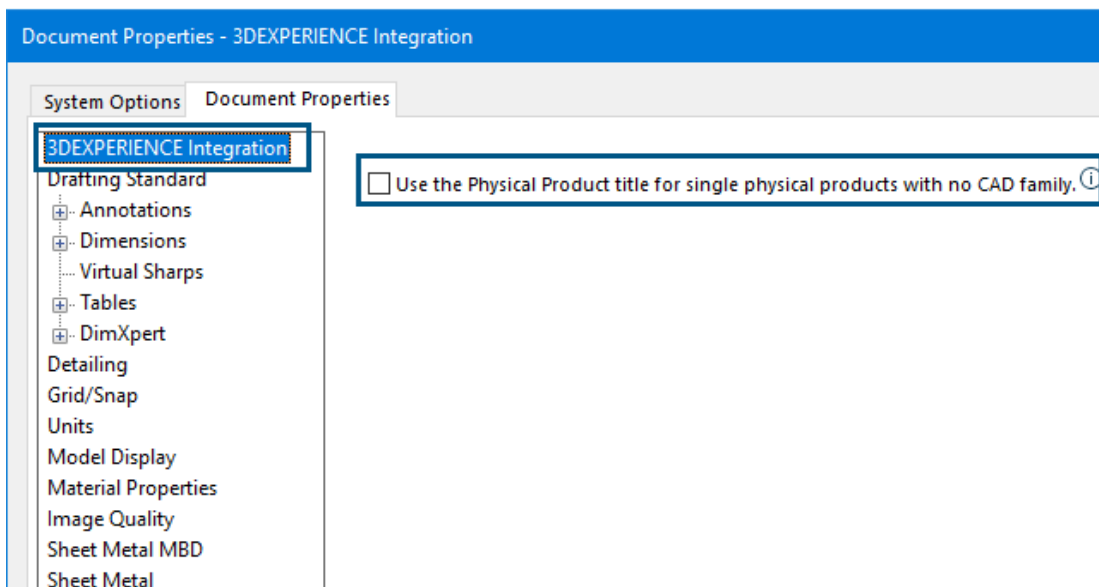 Document Properties - 3DEXPERIENCE Integration
System Options Document Properties
3DEXPERIENCE Integration
Use the Physical Product title for single physical products with no CAD family.
Drafting Standard
Annotations
Dimensions
Virtual Sharps
Tables
DimXpert
Detailing
Grid/Snap
Units
Model Display
Material Properties
Image Quality
Sheet Metal MBD
Sheet Metal